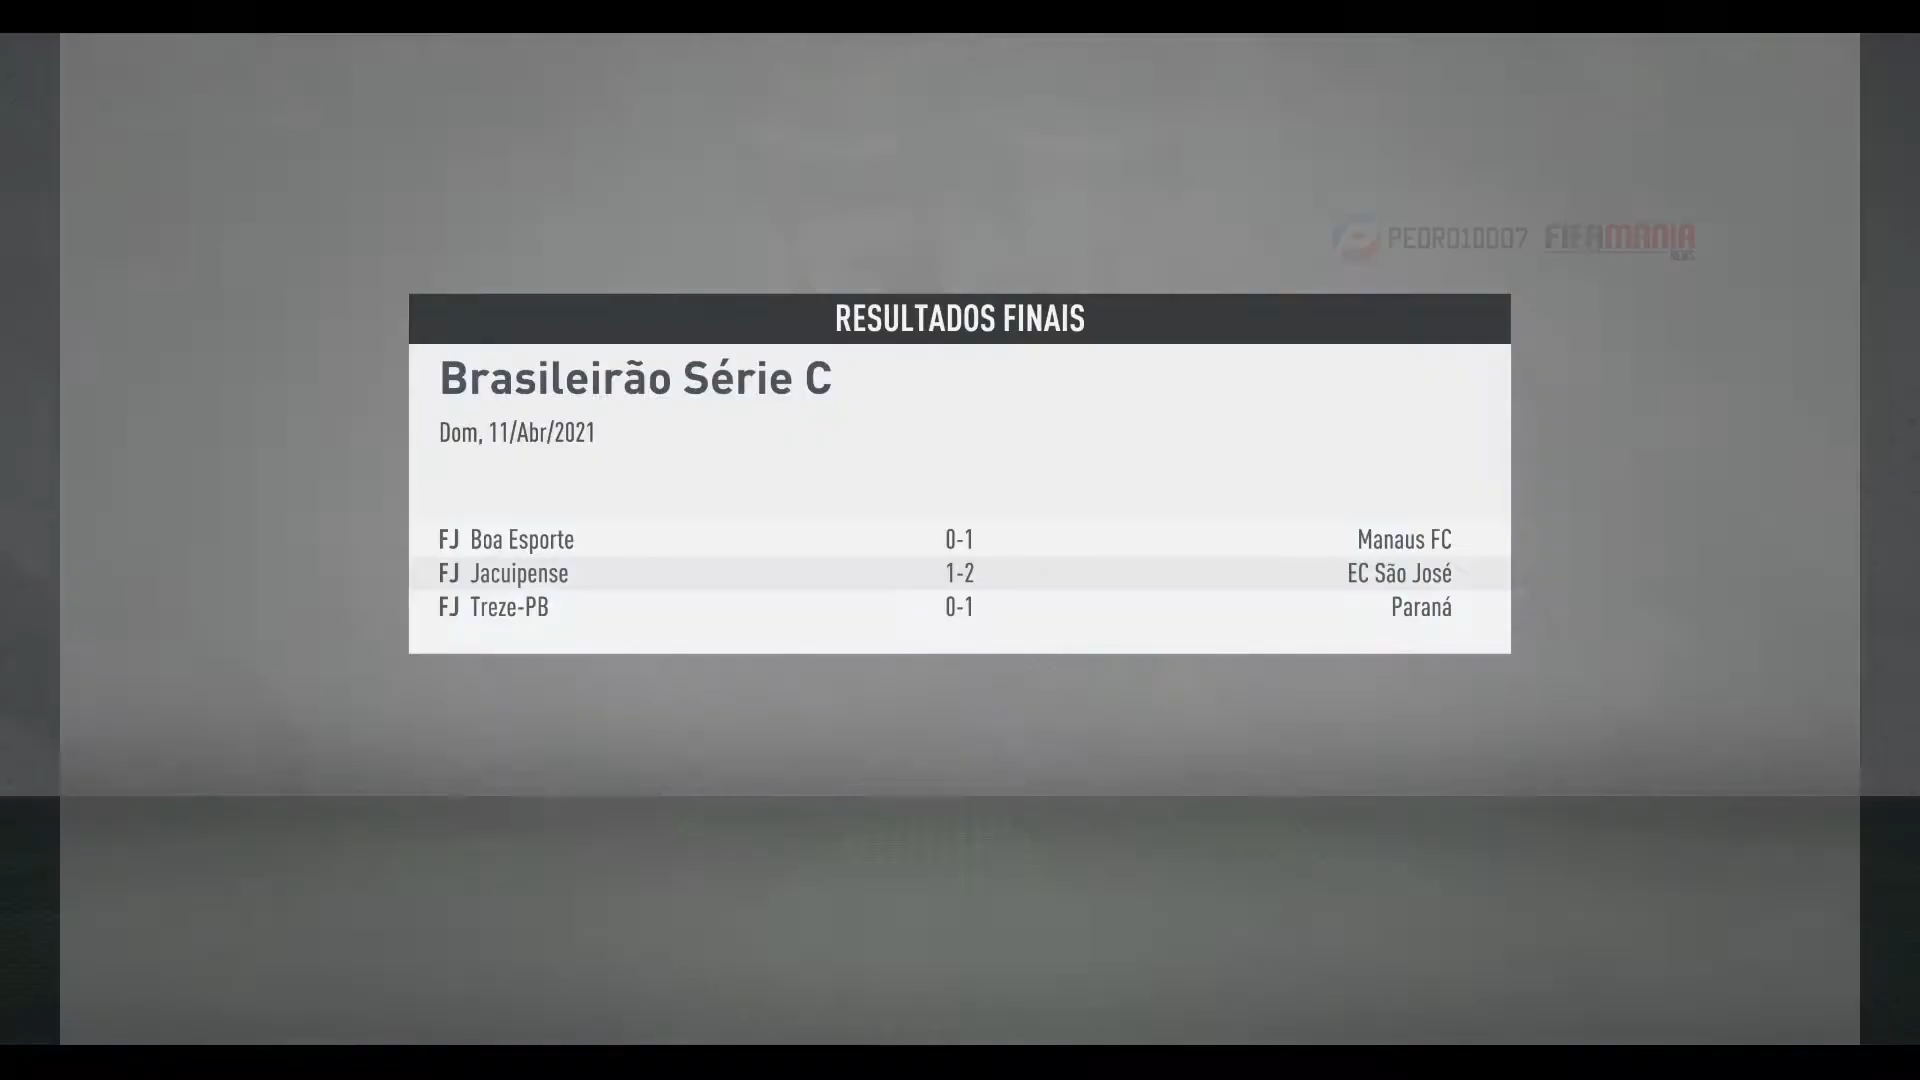 PEDRO10007 FIFAMANIA NEWS
RESULTADOS FINAIS
Brasileirão Série C
Dom, 11/Abr/2021
FJ Boa Esporte 0-1 Manaus FC
FJ Jacuipense 1-2 EC São José
FJ Treze-PB 0-1 Paraná